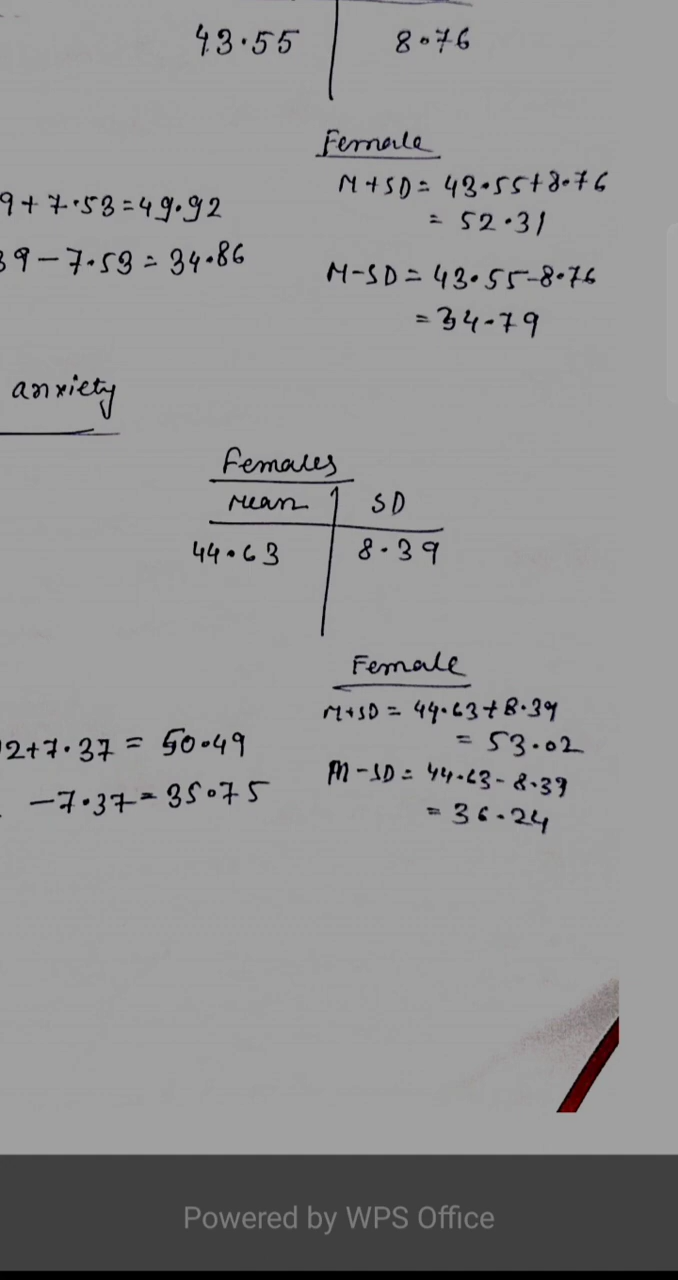 43.55 8.76
Female
M+SD = 43.55+8.76
= 52.31
9+7.53=49.92
39-7.53=34.86
M-SD = 43.55-8.76
=34.79
anxiety
Females
Mean SD
44.63 8.39
Female
M+SD = 44.63+8.39
= 53.02
2+7.37 = 50.49
-7.37=35.75
M-SD = 44.63-8.39
= 36.24
Powered by WPS Office